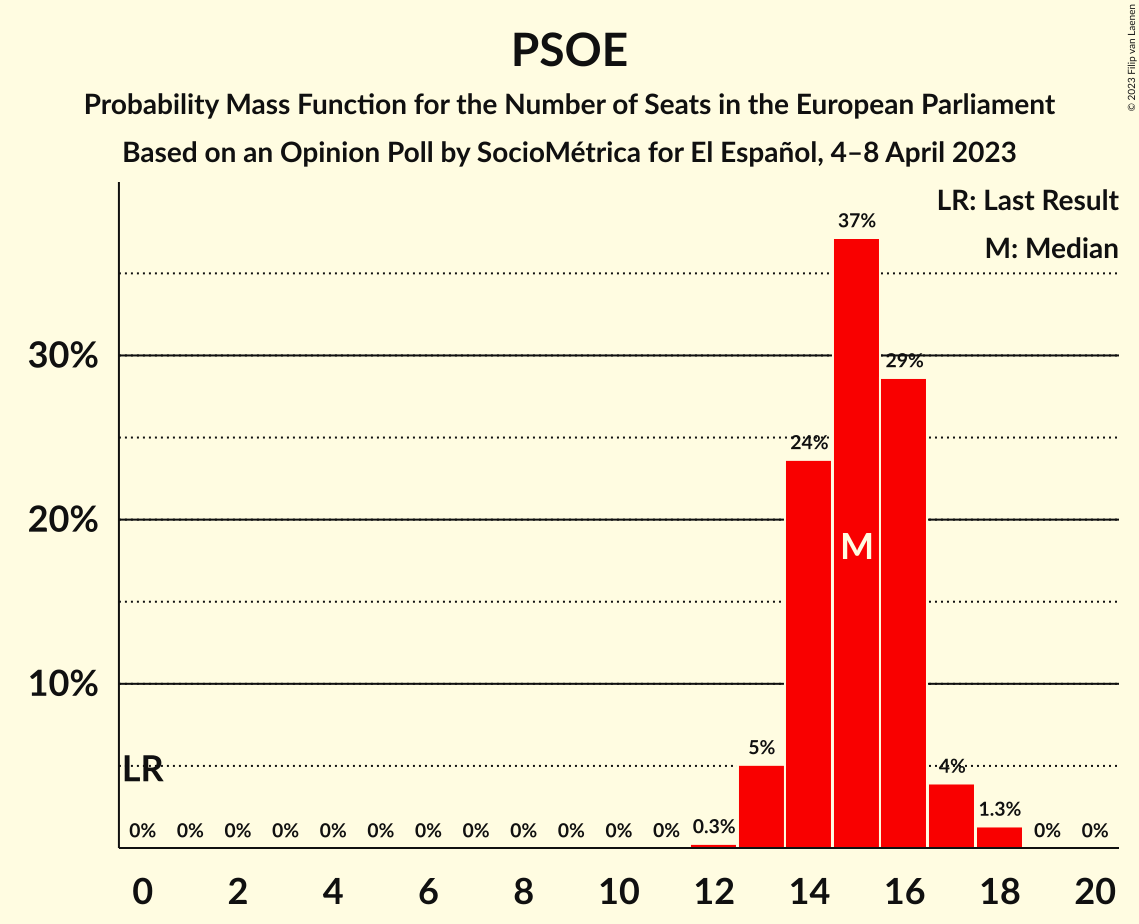 PSOE
Probability Mass Function for the Number of Seats in the European Parliament
Based on an Opinion Poll by SocioMétrica for El Español, 4–8 April 2023
© 2023 Filip van Laenen
LR: Last Result
M: Median
37%
30%
29%
24%
20%
M
10%
5%
4%
LR
0% 0% 0% 0% 0% 0% 0% 0% 0% 0% 0% 0% 0.3% 1.3% 0% 0%
0 2 4 6 8 10 12 14 16 18 20